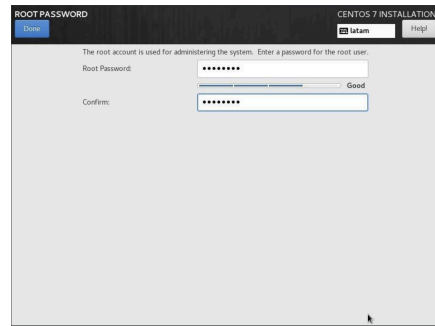 ROOT PASSWORD
CENTOS 7 INSTALLATION
Done
latam
Help!
The root account is used for administering the system. Enter a password for the root user.
Root Password:
••••••••
Good
Confirm:
••••••••